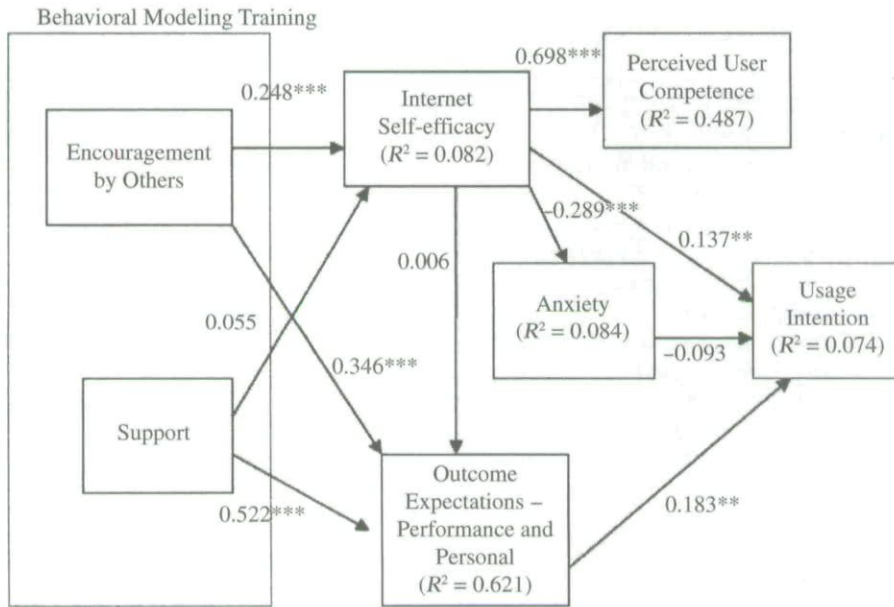 Behavioral Modeling Training
0.698***
Perceived User
Competence
(R² = 0.487)
0.248***
Internet
Self-efficacy
(R² = 0.082)
Encouragement
by Others
–0.289***
0.137**
0.006
Anxiety
(R² = 0.084)
Usage
Intention
(R² = 0.074)
0.055
–0.093
0.346***
Support
Outcome
Expectations –
Performance and
Personal
(R² = 0.621)
0.522***
0.183**